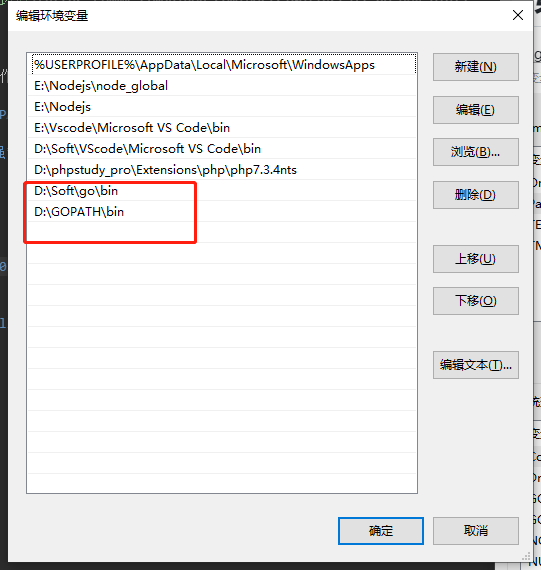 编辑环境变量
%USERPROFILE%\AppData\Local\Microsoft\WindowsApps
E:\Nodejs\node_global
E:\Nodejs
E:\Vscode\Microsoft VS Code\bin
D:\Soft\VScode\Microsoft VS Code\bin
D:\phpstudy_pro\Extensions\php\php7.3.4nts
D:\Soft\go\bin
D:\GOPATH\bin
新建(N)
编辑(E)
浏览(B)...
删除(D)
上移(U)
下移(O)
编辑文本(T)...
确定
取消